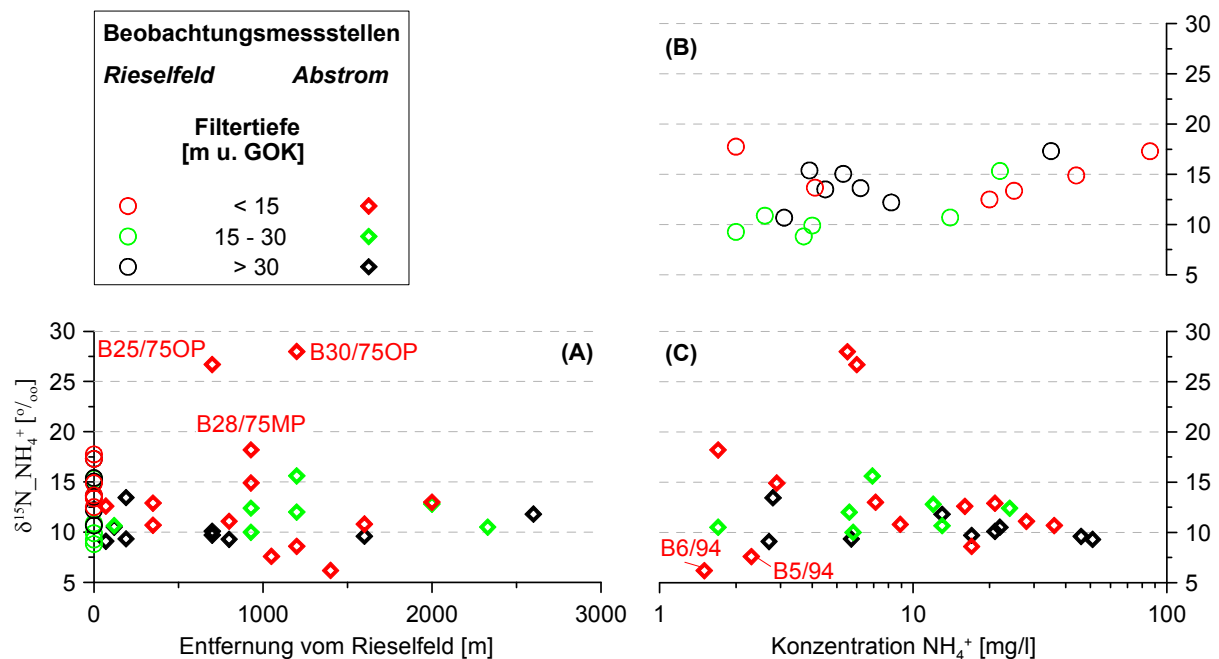 Beobachtungsmessstellen
Rieselfeld Abstrom
Filtertiefe
[m u. GOK]
< 15
15 - 30
> 30
(B)
30
25
20
15
10
5
δ¹⁵N_NH₄⁺ [º/ₒₒ]
30
25
20
15
10
5
B25/75OP
B30/75OP
(A)
B28/75MP
0 1000 2000 3000
Entfernung vom Rieselfeld [m]
(C)
30
25
20
15
10
5
B6/94
B5/94
1 10 100
Konzentration NH₄⁺ [mg/l]